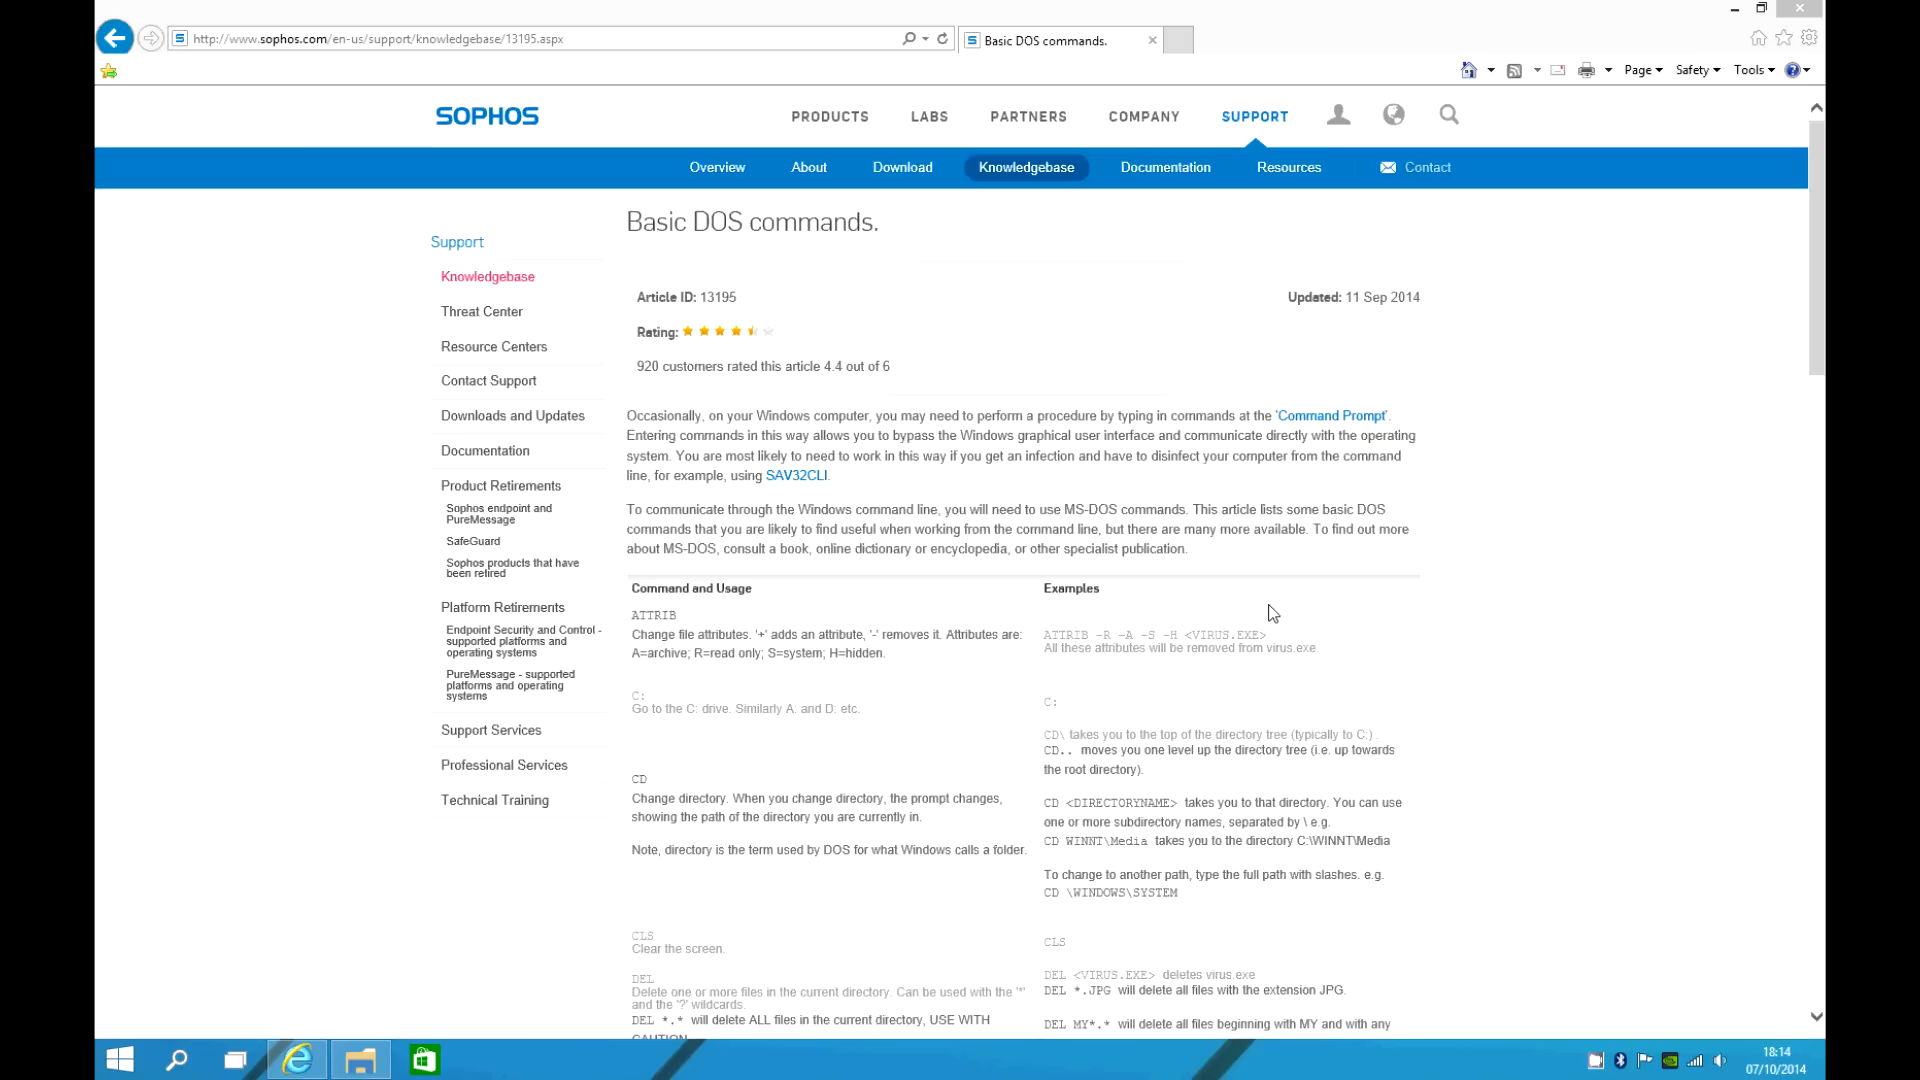 http://www.sophos.com/en-us/support/knowledgebase/13195.aspx
Basic DOS commands.
Page
Safety
Tools
SOPHOS
PRODUCTS
LABS
PARTNERS
COMPANY
SUPPORT
Overview
About
Download
Knowledgebase
Documentation
Resources
Contact
Support
Knowledgebase
Threat Center
Resource Centers
Contact Support
Downloads and Updates
Documentation
Product Retirements
Sophos endpoint and
PureMessage
SafeGuard
Sophos products that have
been retired
Platform Retirements
Endpoint Security and Control -
supported platforms and
operating systems
PureMessage - supported
platforms and operating
systems
Support Services
Professional Services
Technical Training
Basic DOS commands.
Article ID: 13195
Updated: 11 Sep 2014
Rating:
920 customers rated this article 4.4 out of 6
Occasionally, on your Windows computer, you may need to perform a procedure by typing in commands at the 'Command Prompt'.
Entering commands in this way allows you to bypass the Windows graphical user interface and communicate directly with the operating
system. You are most likely to need to work in this way if you get an infection and have to disinfect your computer from the command
line, for example, using SAV32CLI.
To communicate through the Windows command line, you will need to use MS-DOS commands. This article lists some basic DOS
commands that you are likely to find useful when working from the command line, but there are many more available. To find out more
about MS-DOS, consult a book, online dictionary or encyclopedia, or other specialist publication.
Command and Usage
Examples
ATTRIB
Change file attributes. '+' adds an attribute, '-' removes it. Attributes are:
A=archive; R=read only; S=system; H=hidden.
ATTRIB -R -A -S -H <VIRUS.EXE>
All these attributes will be removed from virus.exe.
C:
Go to the C: drive. Similarly A: and D: etc.
C:
CD
Change directory. When you change directory, the prompt changes,
showing the path of the directory you are currently in.
Note, directory is the term used by DOS for what Windows calls a folder.
CD\ takes you to the top of the directory tree (typically to C:) .
CD.. moves you one level up the directory tree (i.e. up towards
the root directory).
CD <DIRECTORYNAME> takes you to that directory. You can use
one or more subdirectory names, separated by \ e.g.
CD WINNT\Media takes you to the directory C:\WINNT\Media
To change to another path, type the full path with slashes. e.g.
CD \WINDOWS\SYSTEM
CLS
Clear the screen.
CLS
DEL
Delete one or more files in the current directory. Can be used with the '*'
and the '?' wildcards.
DEL *.* will delete ALL files in the current directory, USE WITH
CAUTION
DEL <VIRUS.EXE> deletes virus.exe
DEL *.JPG will delete all files with the extension JPG.
DEL MY*.* will delete all files beginning with MY and with any
18:14
07/10/2014